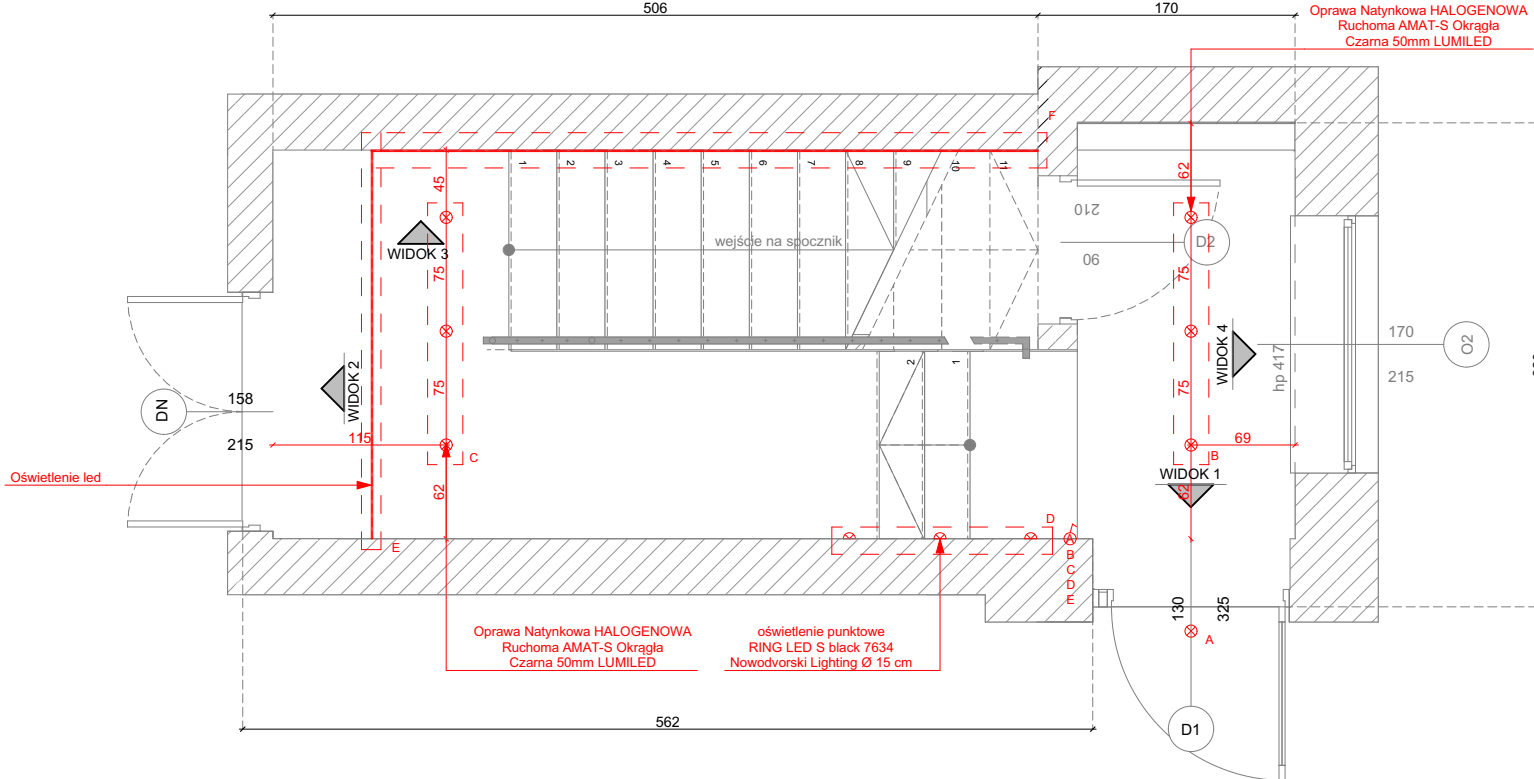 506
170
Oprawa Natynkowa HALOGENOWA
Ruchoma AMAT-S Okrągła
Czarna 50mm LUMILED
F
1
2
3
4
5
6
7
8
9
10
11
45
62
210
90
D2
WIDOK 3
wejście na spocznik
75
75
WIDOK 4
hp 417
170
215
O2
WIDOK 2
75
75
2
1
DN
158
215
115
C
69
B
WIDOK 1
Oświetlenie led
62
62
E
D
A
B
C
D
E
130
325
A
Oprawa Natynkowa HALOGENOWA
Ruchoma AMAT-S Okrągła
Czarna 50mm LUMILED
oświetlenie punktowe
RING LED S black 7634
Nowodvorski Lighting Ø 15 cm
562
D1